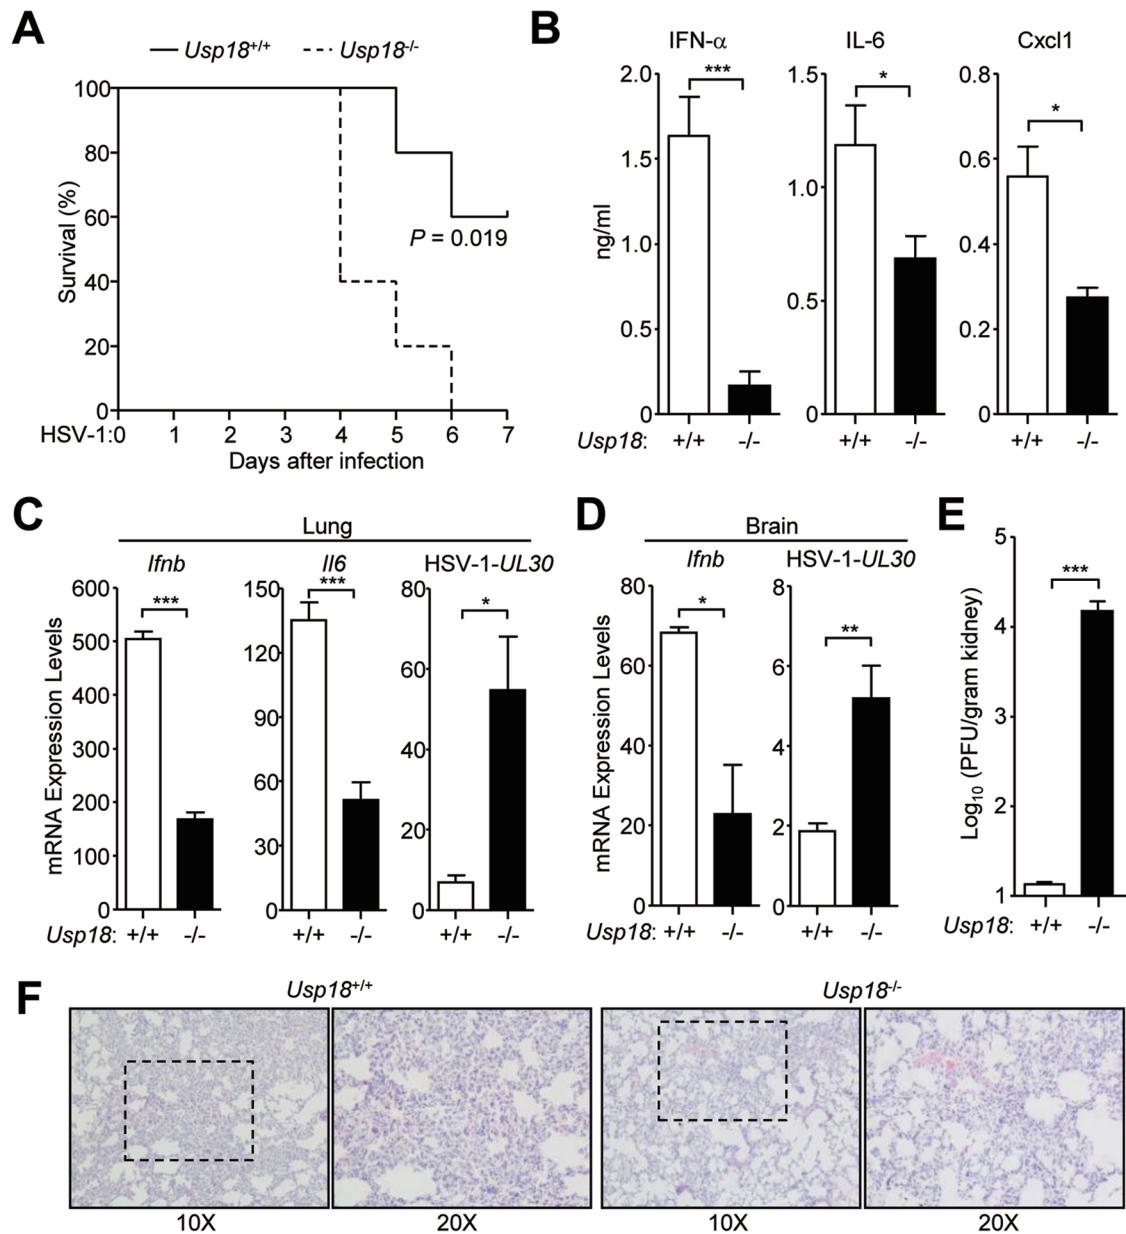 A
Usp18+/+ Usp18-/-
Survival (%)
100
80
60
40
20
0
P = 0.019
HSV-1:0 1 2 3 4 5 6 7
Days after infection
B
IFN-α IL-6 Cxcl1
ng/ml
2.0
1.5
1.0
0.5
0
***
1.5
1.0
0.5
0
*
0.8
0.6
0.4
0.2
0
*
Usp18: +/+ -/- +/+ -/- +/+ -/-
C
Lung
Ifnb Il6 HSV-1-UL30
mRNA Expression Levels
600
500
400
300
200
100
0
***
150
120
90
60
30
0
***
80
60
40
20
0
*
Usp18: +/+ -/- +/+ -/- +/+ -/-
D
Brain
Ifnb HSV-1-UL30
mRNA Expression Levels
80
60
40
20
0
*
8
6
4
2
0
**
Usp18: +/+ -/- +/+ -/-
E
Log10 (PFU/gram kidney)
5
4
3
2
1
***
Usp18: +/+ -/-
F
Usp18+/+ Usp18-/-
10X 20X 10X 20X